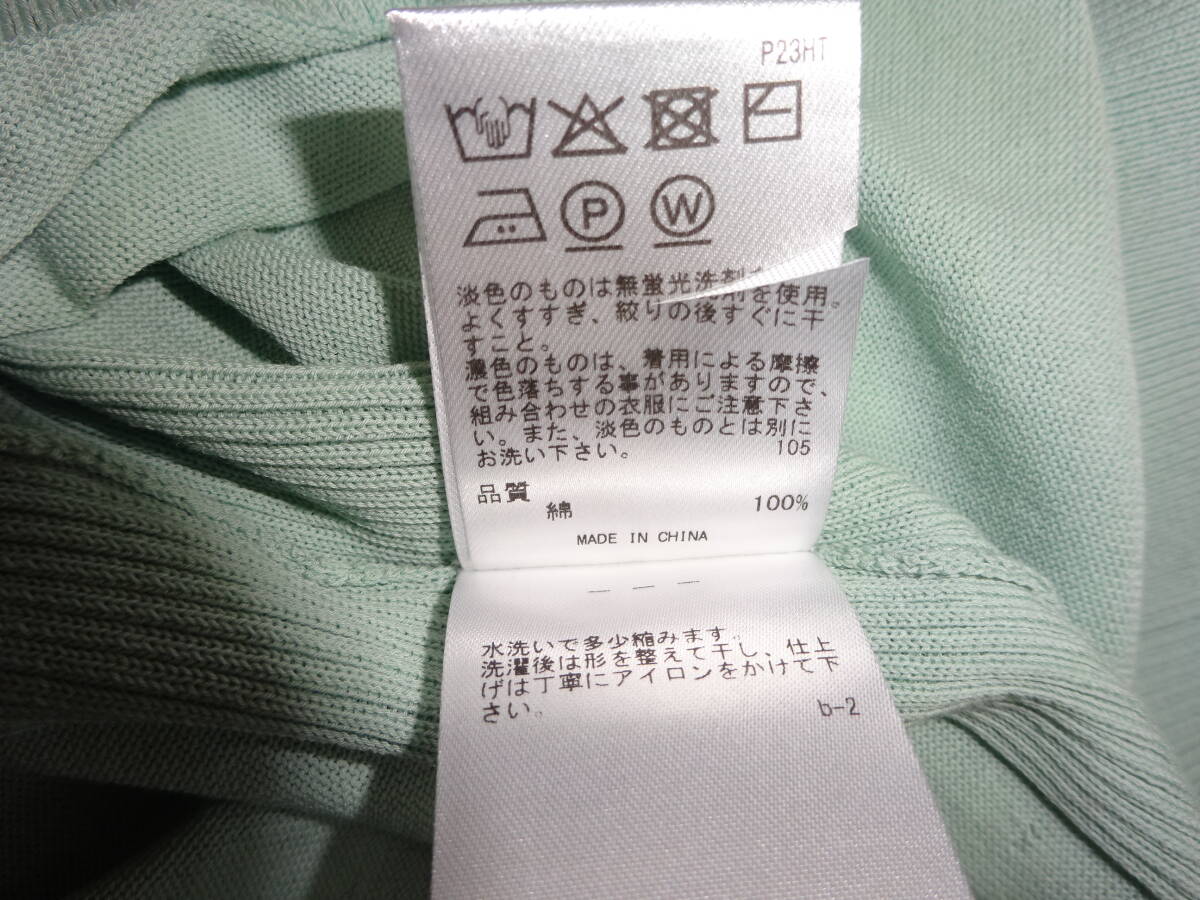 P23HT
P W
淡色のものは無蛍光洗剤を使用。
よくすすぎ、絞りの後すぐに干
すこと。
濃色のものは、着用による摩擦
で色落ちする事がありますので、
組み合わせの衣服にご注意下さ
い。また、淡色のものとは別に
お洗い下さい。 105
品質
綿 100%
MADE IN CHINA
水洗いで多少縮みます。
洗濯後は形を整えて干し、仕上
げは丁寧にアイロンをかけて下
さい。 b-2